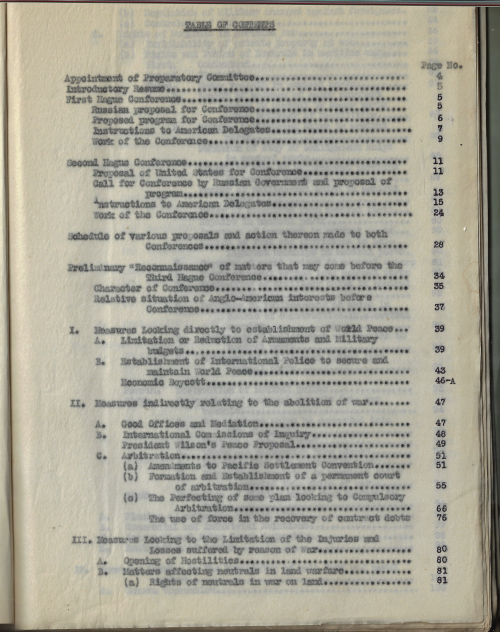 TABLE OF CONTENTS
Page No.
Appointment of Preparatory Committee........ 4
Introductory Resume........ 5
First Hague Conference........ 5
Russian proposal for Conference........ 5
Proposed program for Conference........ 6
Instructions to American Delegates........ 7
Work of the Conference........ 9
Second Hague Conference........ 11
Proposal of United States for Conference........ 11
Call for Conference by Russian Government and proposal of
program........ 13
Instructions to American Delegates........ 15
Work of the Conference........ 24
Schedule of various proposals and action thereon made to both
Conferences........ 28
Preliminary "Reconnaissance" of matters that may come before the
Third Hague Conference........ 34
Character of Conference........ 35
Relative situation of Anglo-American interests before
Conference........ 37
I. Measures Looking directly to establishment of World Peace... 39
A. Limitation or Reduction of Armaments and Military
budgets........ 39
B. Establishment of International Police to secure and
maintain World Peace........ 43
Economic Boycott........ 46-A
II. Measures indirectly relating to the abolition of war........ 47
A. Good Offices and Mediation........ 47
B. International Commissions of Inquiry........ 48
President Wilson's Peace Proposal........ 49
C. Arbitration........ 51
(a) Amendments to Pacific Settlement Convention........ 51
(b) Formation and Establishment of a permanent court
of arbitration........ 55
(c) The Perfecting of some plan looking to Compulsory
Arbitration........ 66
The use of force in the recovery of contract debts 76
III. Measures Looking to the Limitation of the Injuries and
Losses suffered by reason of War........ 80
A. Opening of Hostilities........ 80
B. Matters affecting neutrals in land warfare........ 81
(a) Rights of neutrals in war on land........ 81